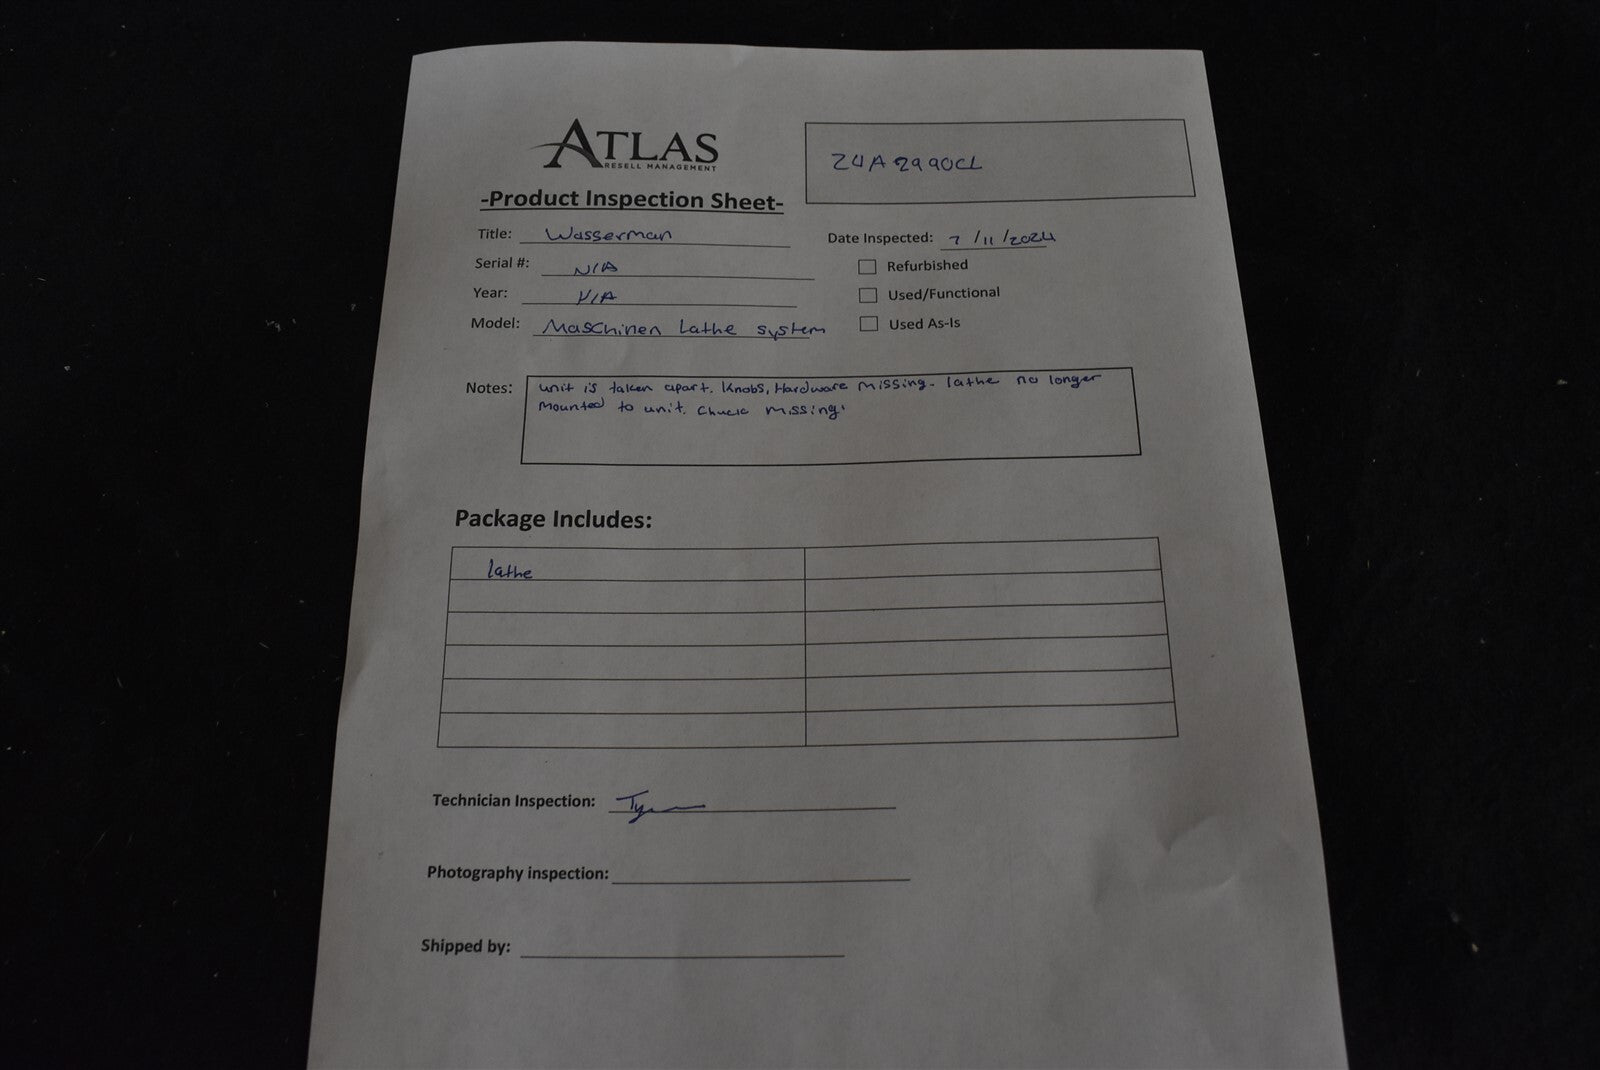 ATLAS
RESELL MANAGEMENT
24A2990CL
-Product Inspection Sheet-
Title: Wasserman
Date Inspected: 7/11/2024
Serial #: N/A
Refurbished
Year: N/A
Used/Functional
Model: Maschinen Lathe system
Used As-Is
Notes: unit is taken apart. Knobs, Hardware missing. lathe no longer
mounted to unit. Chuck missing.
Package Includes:
lathe
Technician Inspection:
Photography inspection:
Shipped by: